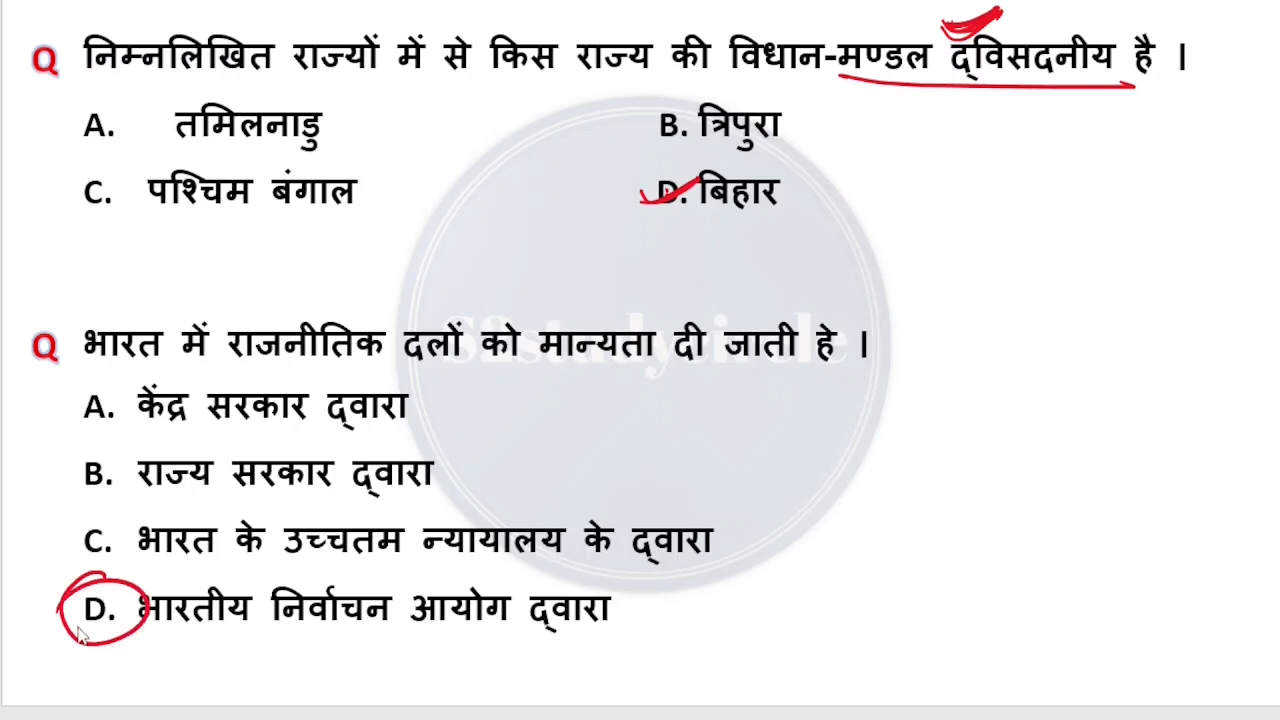 Q निम्नलिखित राज्यों में से किस राज्य की विधान-मण्डल द्विसदनीय है ।
A. तमिलनाडु B. त्रिपुरा
C. पश्चिम बंगाल D. बिहार
Q भारत में राजनीतिक दलों को मान्यता दी जाती हे ।
A. केंद्र सरकार द्वारा
B. राज्य सरकार द्वारा
C. भारत के उच्चतम न्यायालय के द्वारा
D. भारतीय निर्वाचन आयोग द्वारा